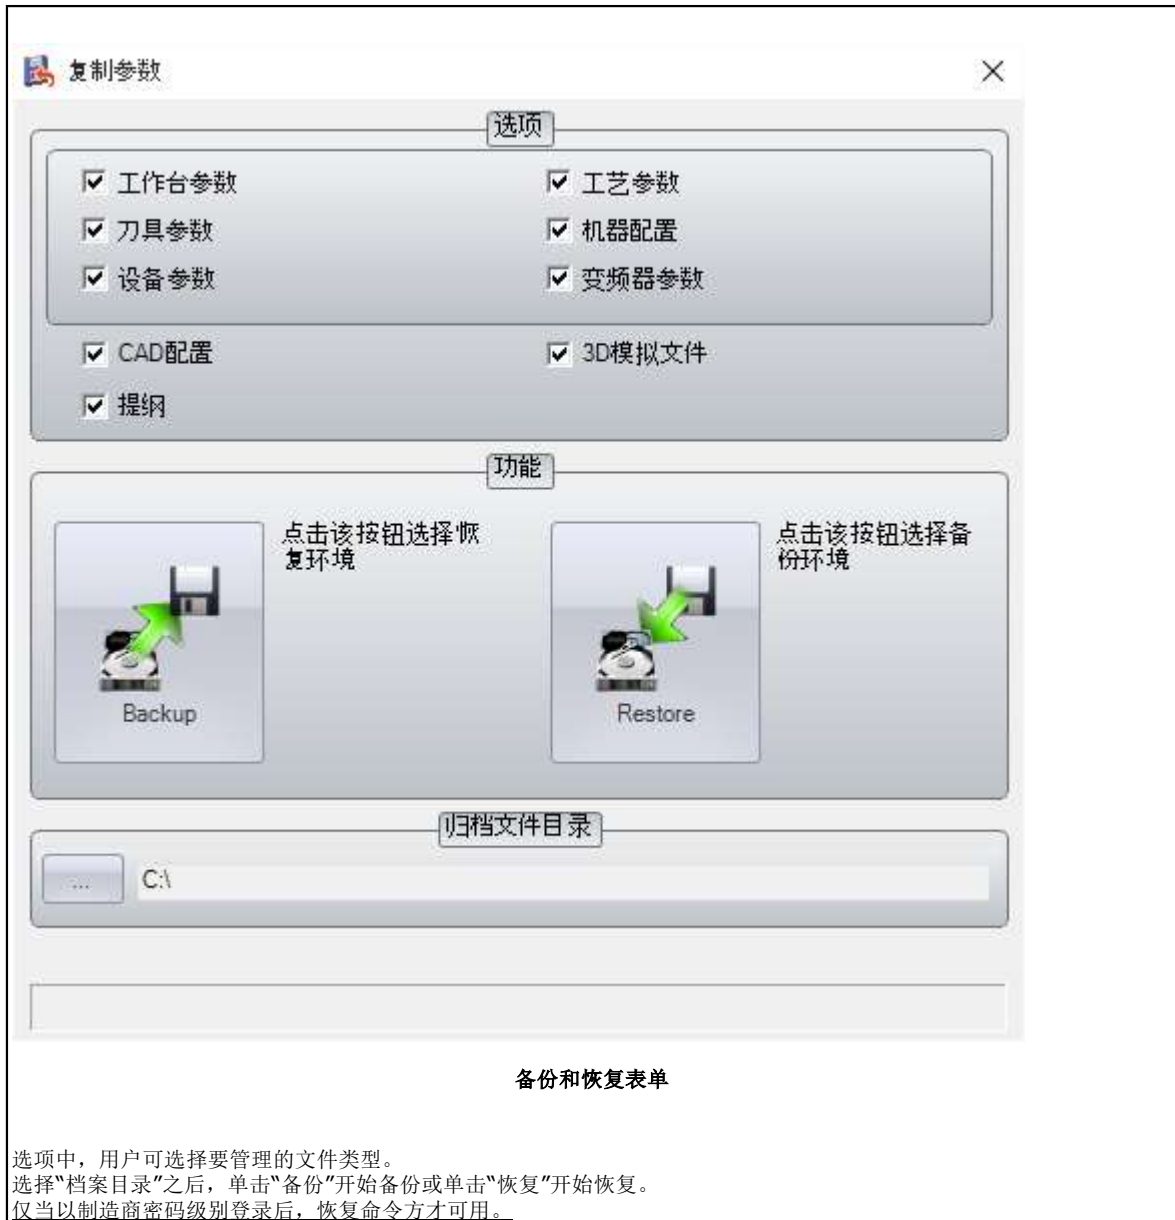 复制参数
选项
工作台参数
工艺参数
刀具参数
机器配置
设备参数
变频器参数
CAD配置
3D模拟文件
提纲
功能
点击该按钮选择恢
复环境
Backup
点击该按钮选择备
份环境
Restore
归档文件目录
... C:\
备份和恢复表单
选项中，用户可选择要管理的文件类型。
选择“档案目录”之后，单击“备份”开始备份或单击“恢复”开始恢复。
仅当以制造商密码级别登录后，恢复命令方才可用。